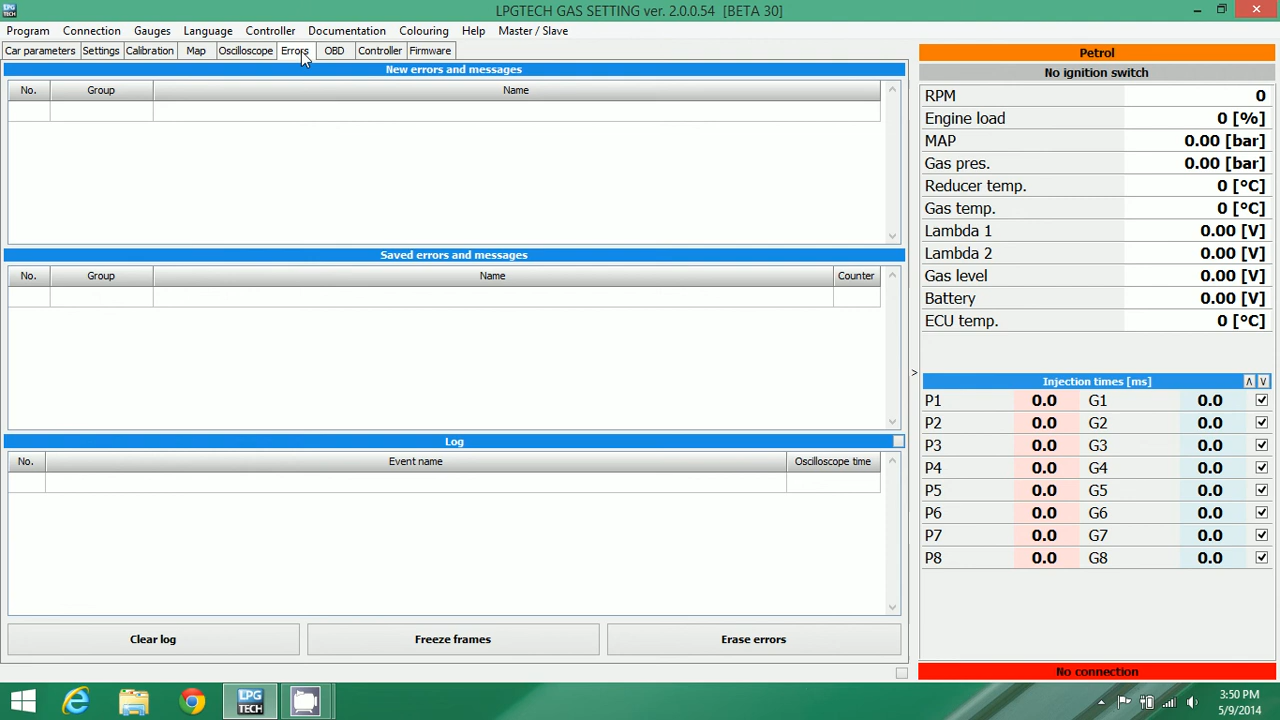 LPG TECH
LPGTECH GAS SETTING ver. 2.0.0.54 [BETA 30]
Program Connection Gauges Language Controller Documentation Colouring Help Master / Slave
Car parameters Settings Calibration Map Oscilloscope Errors OBD Controller Firmware
New errors and messages
No. Group Name
Saved errors and messages
No. Group Name Counter
Log
No. Event name Oscilloscope time
Clear log Freeze frames Erase errors
Petrol
No ignition switch
RPM 0
Engine load 0 [%]
MAP 0.00 [bar]
Gas pres. 0.00 [bar]
Reducer temp. 0 [ºC]
Gas temp. 0 [ºC]
Lambda 1 0.00 [V]
Lambda 2 0.00 [V]
Gas level 0.00 [V]
Battery 0.00 [V]
ECU temp. 0 [ºC]
>
Injection times [ms]
P1 0.0 G1 0.0
P2 0.0 G2 0.0
P3 0.0 G3 0.0
P4 0.0 G4 0.0
P5 0.0 G5 0.0
P6 0.0 G6 0.0
P7 0.0 G7 0.0
P8 0.0 G8 0.0
No connection
LPG TECH
3:50 PM
5/9/2014